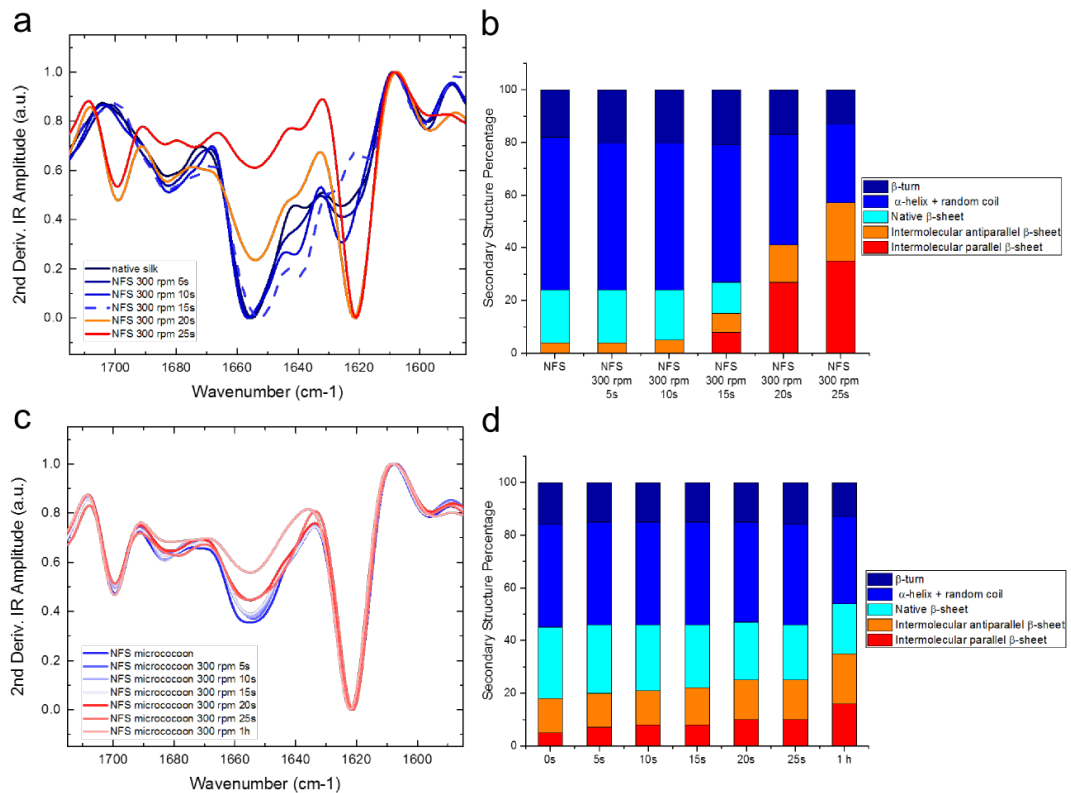 a
2nd Deriv. IR Amplitude (a.u.)
1.0
0.8
0.6
0.4
0.2
0.0
native silk
NFS 300 rpm 5s
NFS 300 rpm 10s
NFS 300 rpm 15s
NFS 300 rpm 20s
NFS 300 rpm 25s
1700 1680 1660 1640 1620 1600
Wavenumber (cm-1)
b
Secondary Structure Percentage
100
80
60
40
20
0
NFS
NFS 300 rpm 5s
NFS 300 rpm 10s
NFS 300 rpm 15s
NFS 300 rpm 20s
NFS 300 rpm 25s
β-turn
α-helix + random coil
Native β-sheet
Intermolecular antiparallel β-sheet
Intermolecular parallel β-sheet
c
2nd Deriv. IR Amplitude (a.u.)
1.0
0.8
0.6
0.4
0.2
0.0
NFS micrococoon
NFS micrococoon 300 rpm 5s
NFS micrococoon 300 rpm 10s
NFS micrococoon 300 rpm 15s
NFS micrococoon 300 rpm 20s
NFS micrococoon 300 rpm 25s
NFS micrococoon 300 rpm 1h
1700 1680 1660 1640 1620 1600
Wavenumber (cm-1)
d
Secondary Structure Percentage
100
80
60
40
20
0
0s 5s 10s 15s 20s 25s 1 h
β-turn
α-helix + random coil
Native β-sheet
Intermolecular antiparallel β-sheet
Intermolecular parallel β-sheet